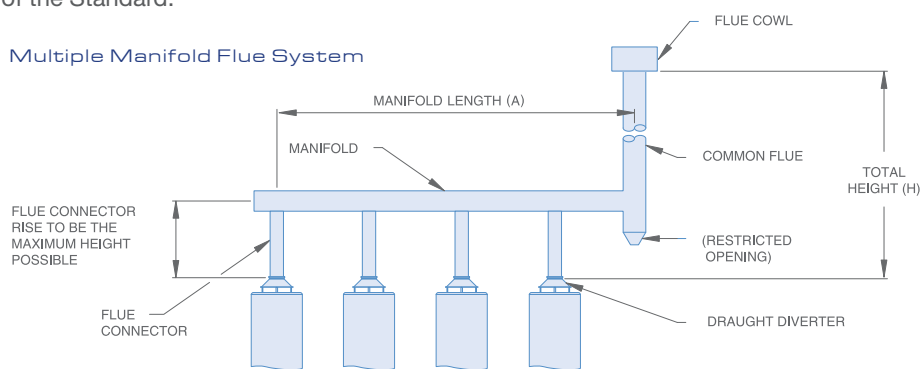 of the Standard.
Multiple Manifold Flue System
FLUE COWL
MANIFOLD LENGTH (A)
MANIFOLD
COMMON FLUE
TOTAL
HEIGHT (H)
FLUE CONNECTOR
RISE TO BE THE
MAXIMUM HEIGHT
POSSIBLE
(RESTRICTED
OPENING)
FLUE
CONNECTOR
DRAUGHT DIVERTER